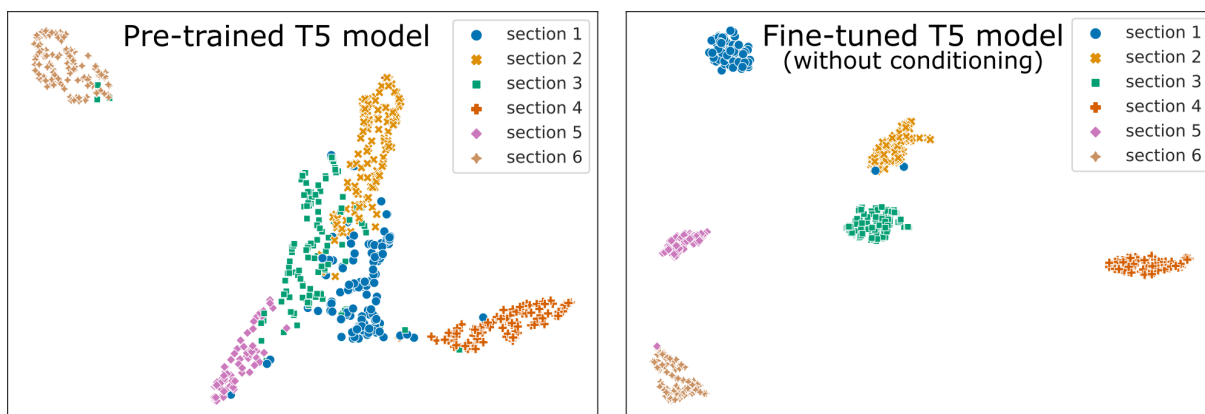 Pre-trained T5 model
section 1
section 2
section 3
section 4
section 5
section 6
Fine-tuned T5 model
(without conditioning)
section 1
section 2
section 3
section 4
section 5
section 6